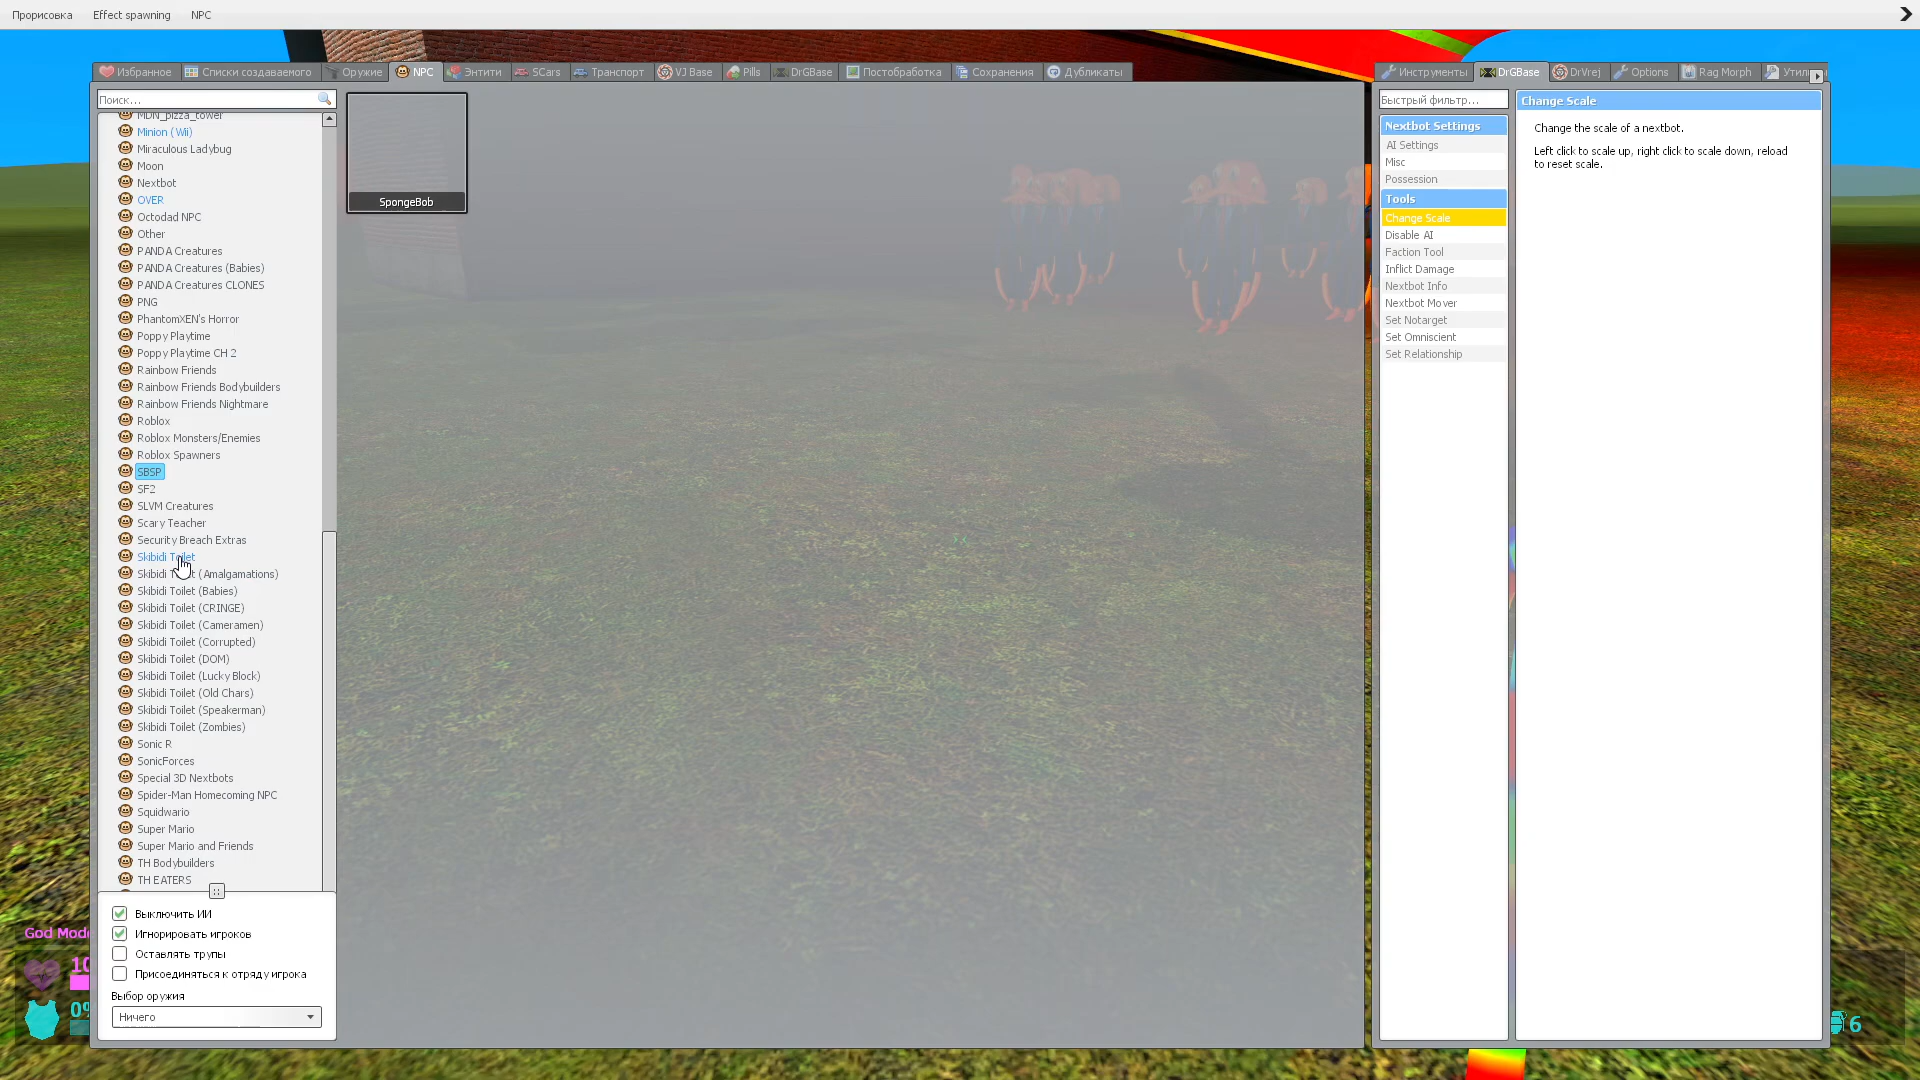 Прорисовка Effect spawning NPC
Избранное Списки создаваемого Оружие NPC Энтити SCars Транспорт VJ Base Pills DrGBase Постобработка Сохранения Дубликаты
Инструменты DrGBase DrVrej Options Rag Morph Утили
Поиск...
MDN_pizza_tower
Minion (Wii)
Miraculous Ladybug
Moon
Nextbot
OVER
Octodad NPC
Other
PANDA Creatures
PANDA Creatures (Babies)
PANDA Creatures CLONES
PNG
PhantomXEN's Horror
Poppy Playtime
Poppy Playtime CH 2
Rainbow Friends
Rainbow Friends Bodybuilders
Rainbow Friends Nightmare
Roblox
Roblox Monsters/Enemies
Roblox Spawners
SBSP
SF2
SLVM Creatures
Scary Teacher
Security Breach Extras
Skibidi Toilet
Skibidi Toilet (Amalgamations)
Skibidi Toilet (Babies)
Skibidi Toilet (CRINGE)
Skibidi Toilet (Cameramen)
Skibidi Toilet (Corrupted)
Skibidi Toilet (DOM)
Skibidi Toilet (Lucky Block)
Skibidi Toilet (Old Chars)
Skibidi Toilet (Speakerman)
Skibidi Toilet (Zombies)
Sonic R
SonicForces
Special 3D Nextbots
Spider-Man Homecoming NPC
Squidwario
Super Mario
Super Mario and Friends
TH Bodybuilders
TH EATERS
Выключить ИИ
Игнорировать игроков
Оставлять трупы
Присоединяться к отряду игрока
Выбор оружия
Ничего
SpongeBob
God Mode
10
0%
Быстрый фильтр...
Nextbot Settings
AI Settings
Misc
Possession
Tools
Change Scale
Disable AI
Faction Tool
Inflict Damage
Nextbot Info
Nextbot Mover
Set Notarget
Set Omniscient
Set Relationship
Change Scale
Change the scale of a nextbot.
Left click to scale up, right click to scale down, reload
to reset scale.
6